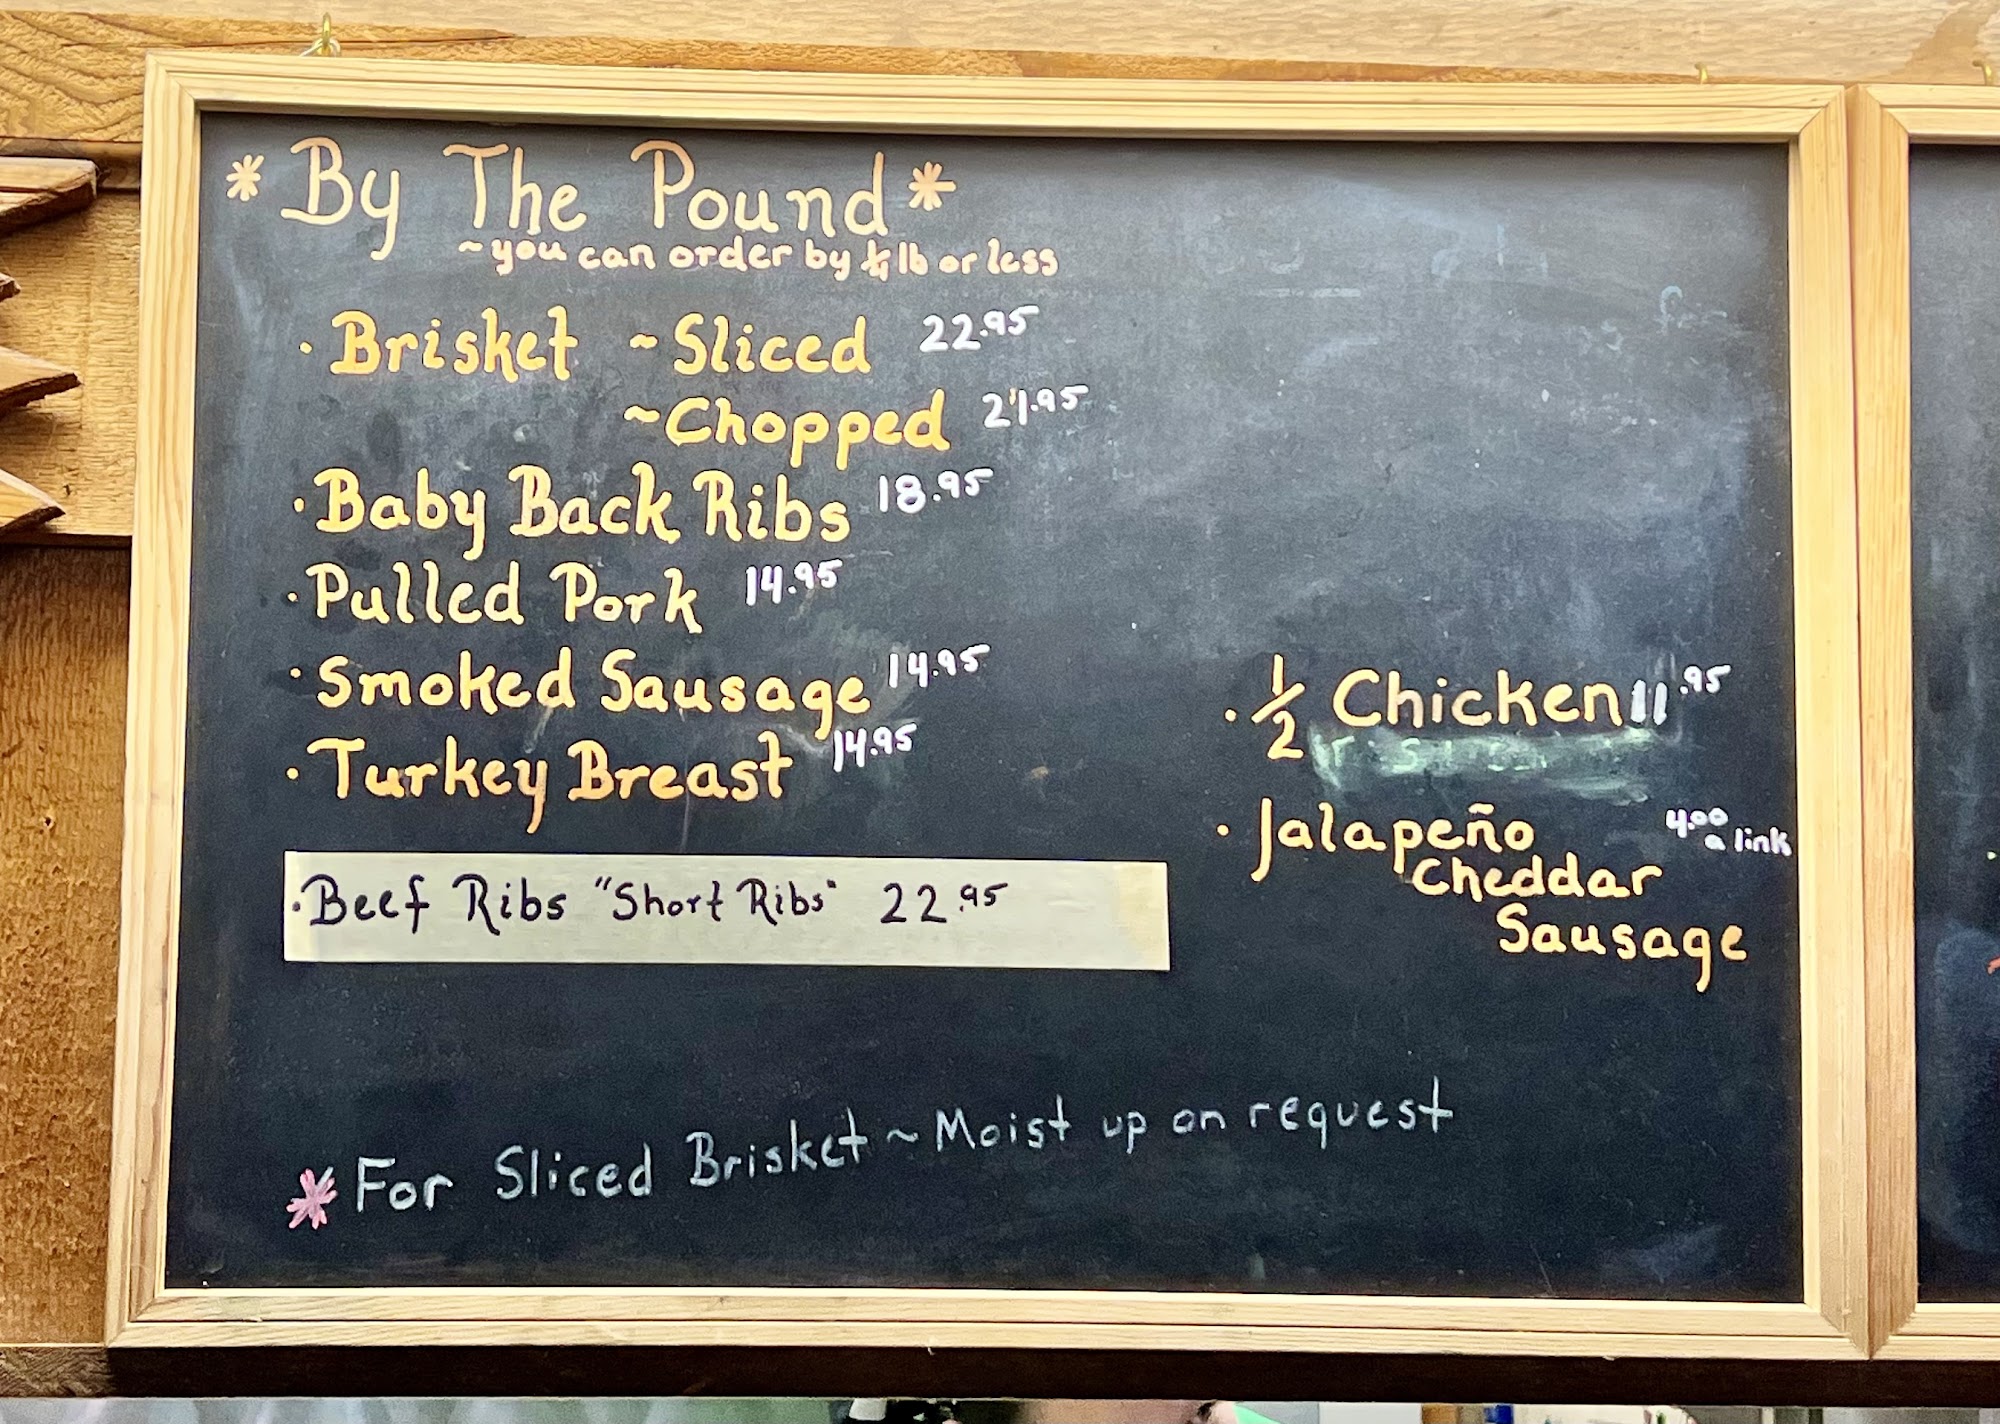 * By The Pound *
~you can order by ¼ lb or less
· Brisket ~Sliced 22.95
~Chopped 21.95
· Baby Back Ribs 18.95
· Pulled Pork 14.95
· Smoked Sausage 14.95
· Turkey Breast 14.95
· Beef Ribs "Short Ribs" 22.95
· 1/2 Chicken 11.95
· Jalapeño 4.00 a link
Cheddar
Sausage
* For Sliced Brisket ~ Moist up on request